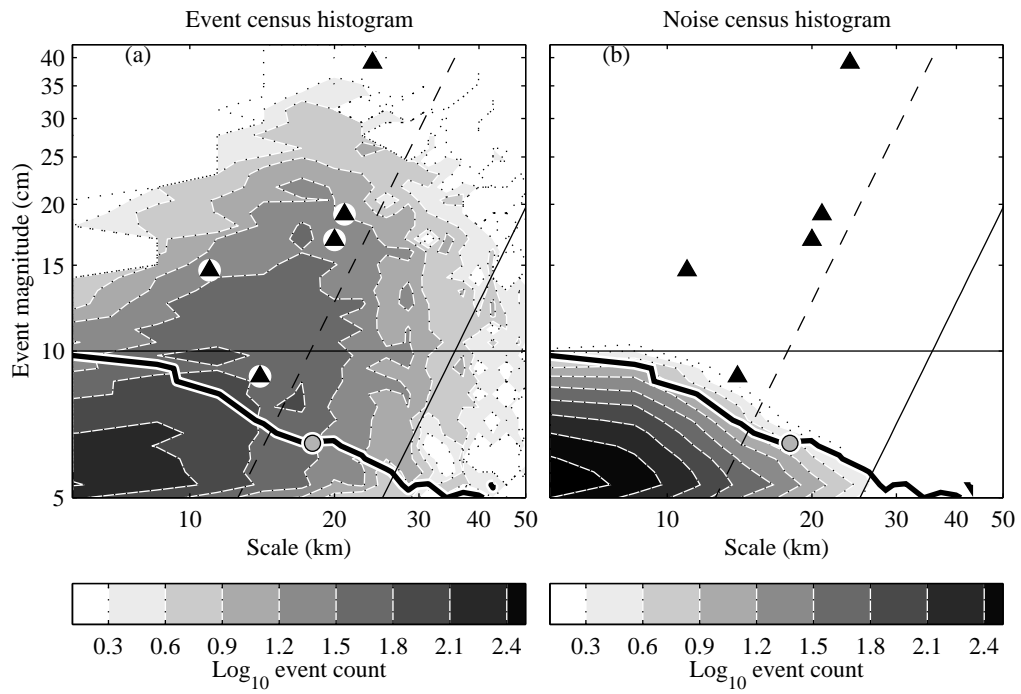 Event census histogram
Noise census histogram
(a)
(b)
40
35
30
25
20
15
10
5
Event magnitude (cm)
10 20 30 40 50
10 20 30 40 50
Scale (km)
Scale (km)
0.3 0.6 0.9 1.2 1.5 1.8 2.1 2.4
0.3 0.6 0.9 1.2 1.5 1.8 2.1 2.4
Log10 event count
Log10 event count